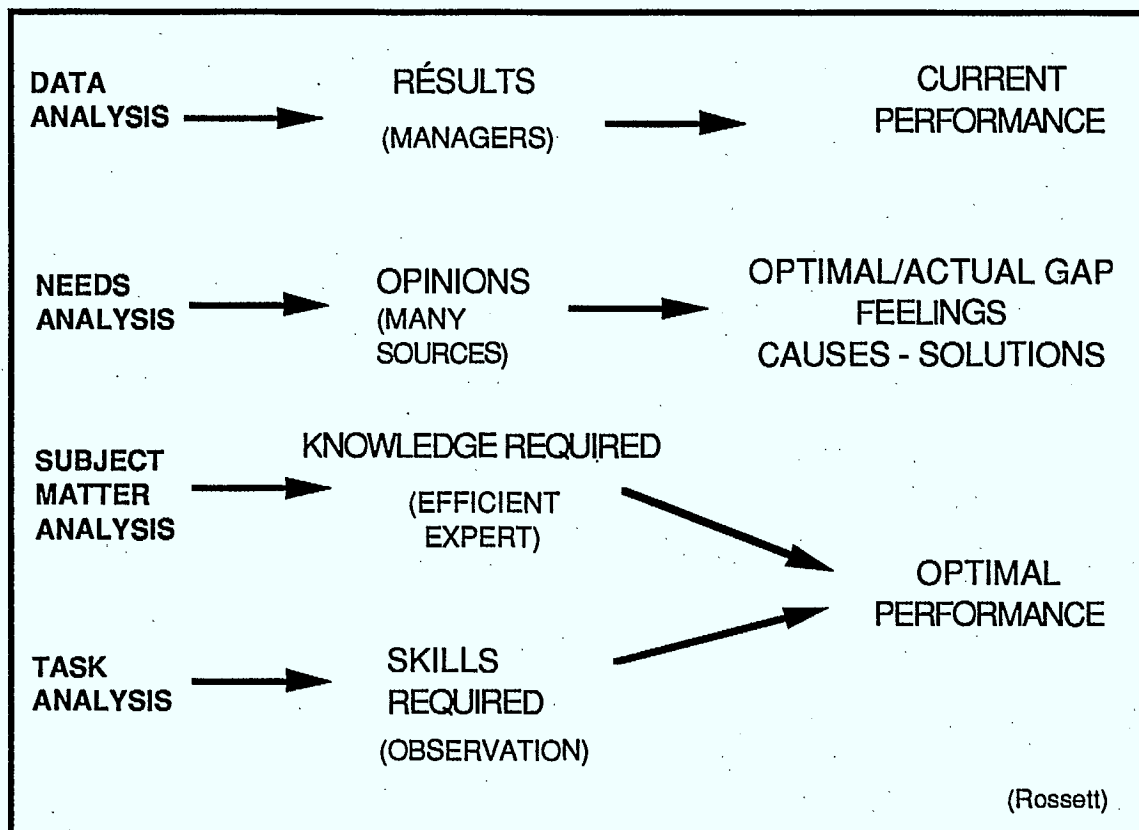 DATA
ANALYSIS
RÉSULTS
(MANAGERS)
CURRENT
PERFORMANCE
NEEDS
ANALYSIS
OPINIONS
(MANY
SOURCES)
OPTIMAL/ACTUAL GAP
FEELINGS
CAUSES - SOLUTIONS
SUBJECT
MATTER
ANALYSIS
KNOWLEDGE REQUIRED
(EFFICIENT
EXPERT)
OPTIMAL
PERFORMANCE
TASK
ANALYSIS
SKILLS
REQUIRED
(OBSERVATION)
(Rossett)